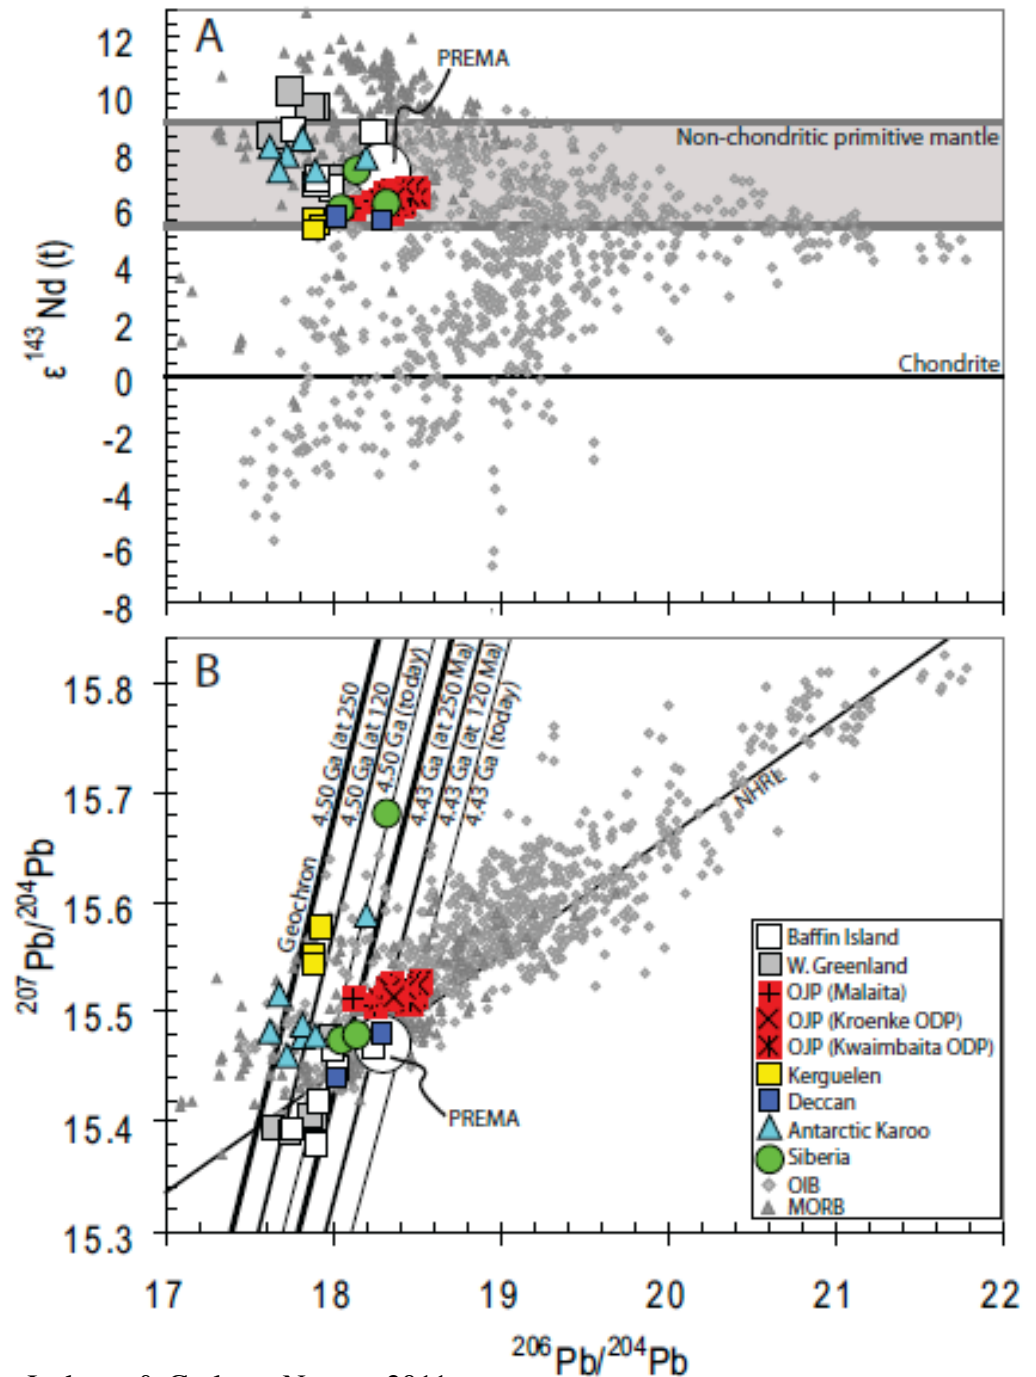 A
12
10
8
6
4
2
0
-2
-4
-6
-8
ε 143 Nd (t)
PREMA
Non-chondritic primitive mantle
Chondrite
B
15.8
15.7
15.6
15.5
15.4
15.3
207Pb/204Pb
Geochron
4.50 Ga (at 250
4.50 Ga (at 120
4.50 Ga (today)
4.43 Ga (at 250 Ma)
4.43 Ga (at 120 Ma)
4.43 Ga (today)
NHRL
PREMA
Baffin Island
W. Greenland
OJP (Malaita)
OJP (Kroenke ODP)
OJP (Kwaimbaita ODP)
Kerguelen
Deccan
Antarctic Karoo
Siberia
OIB
MORB
17 18 19 20 21 22
206Pb/204Pb